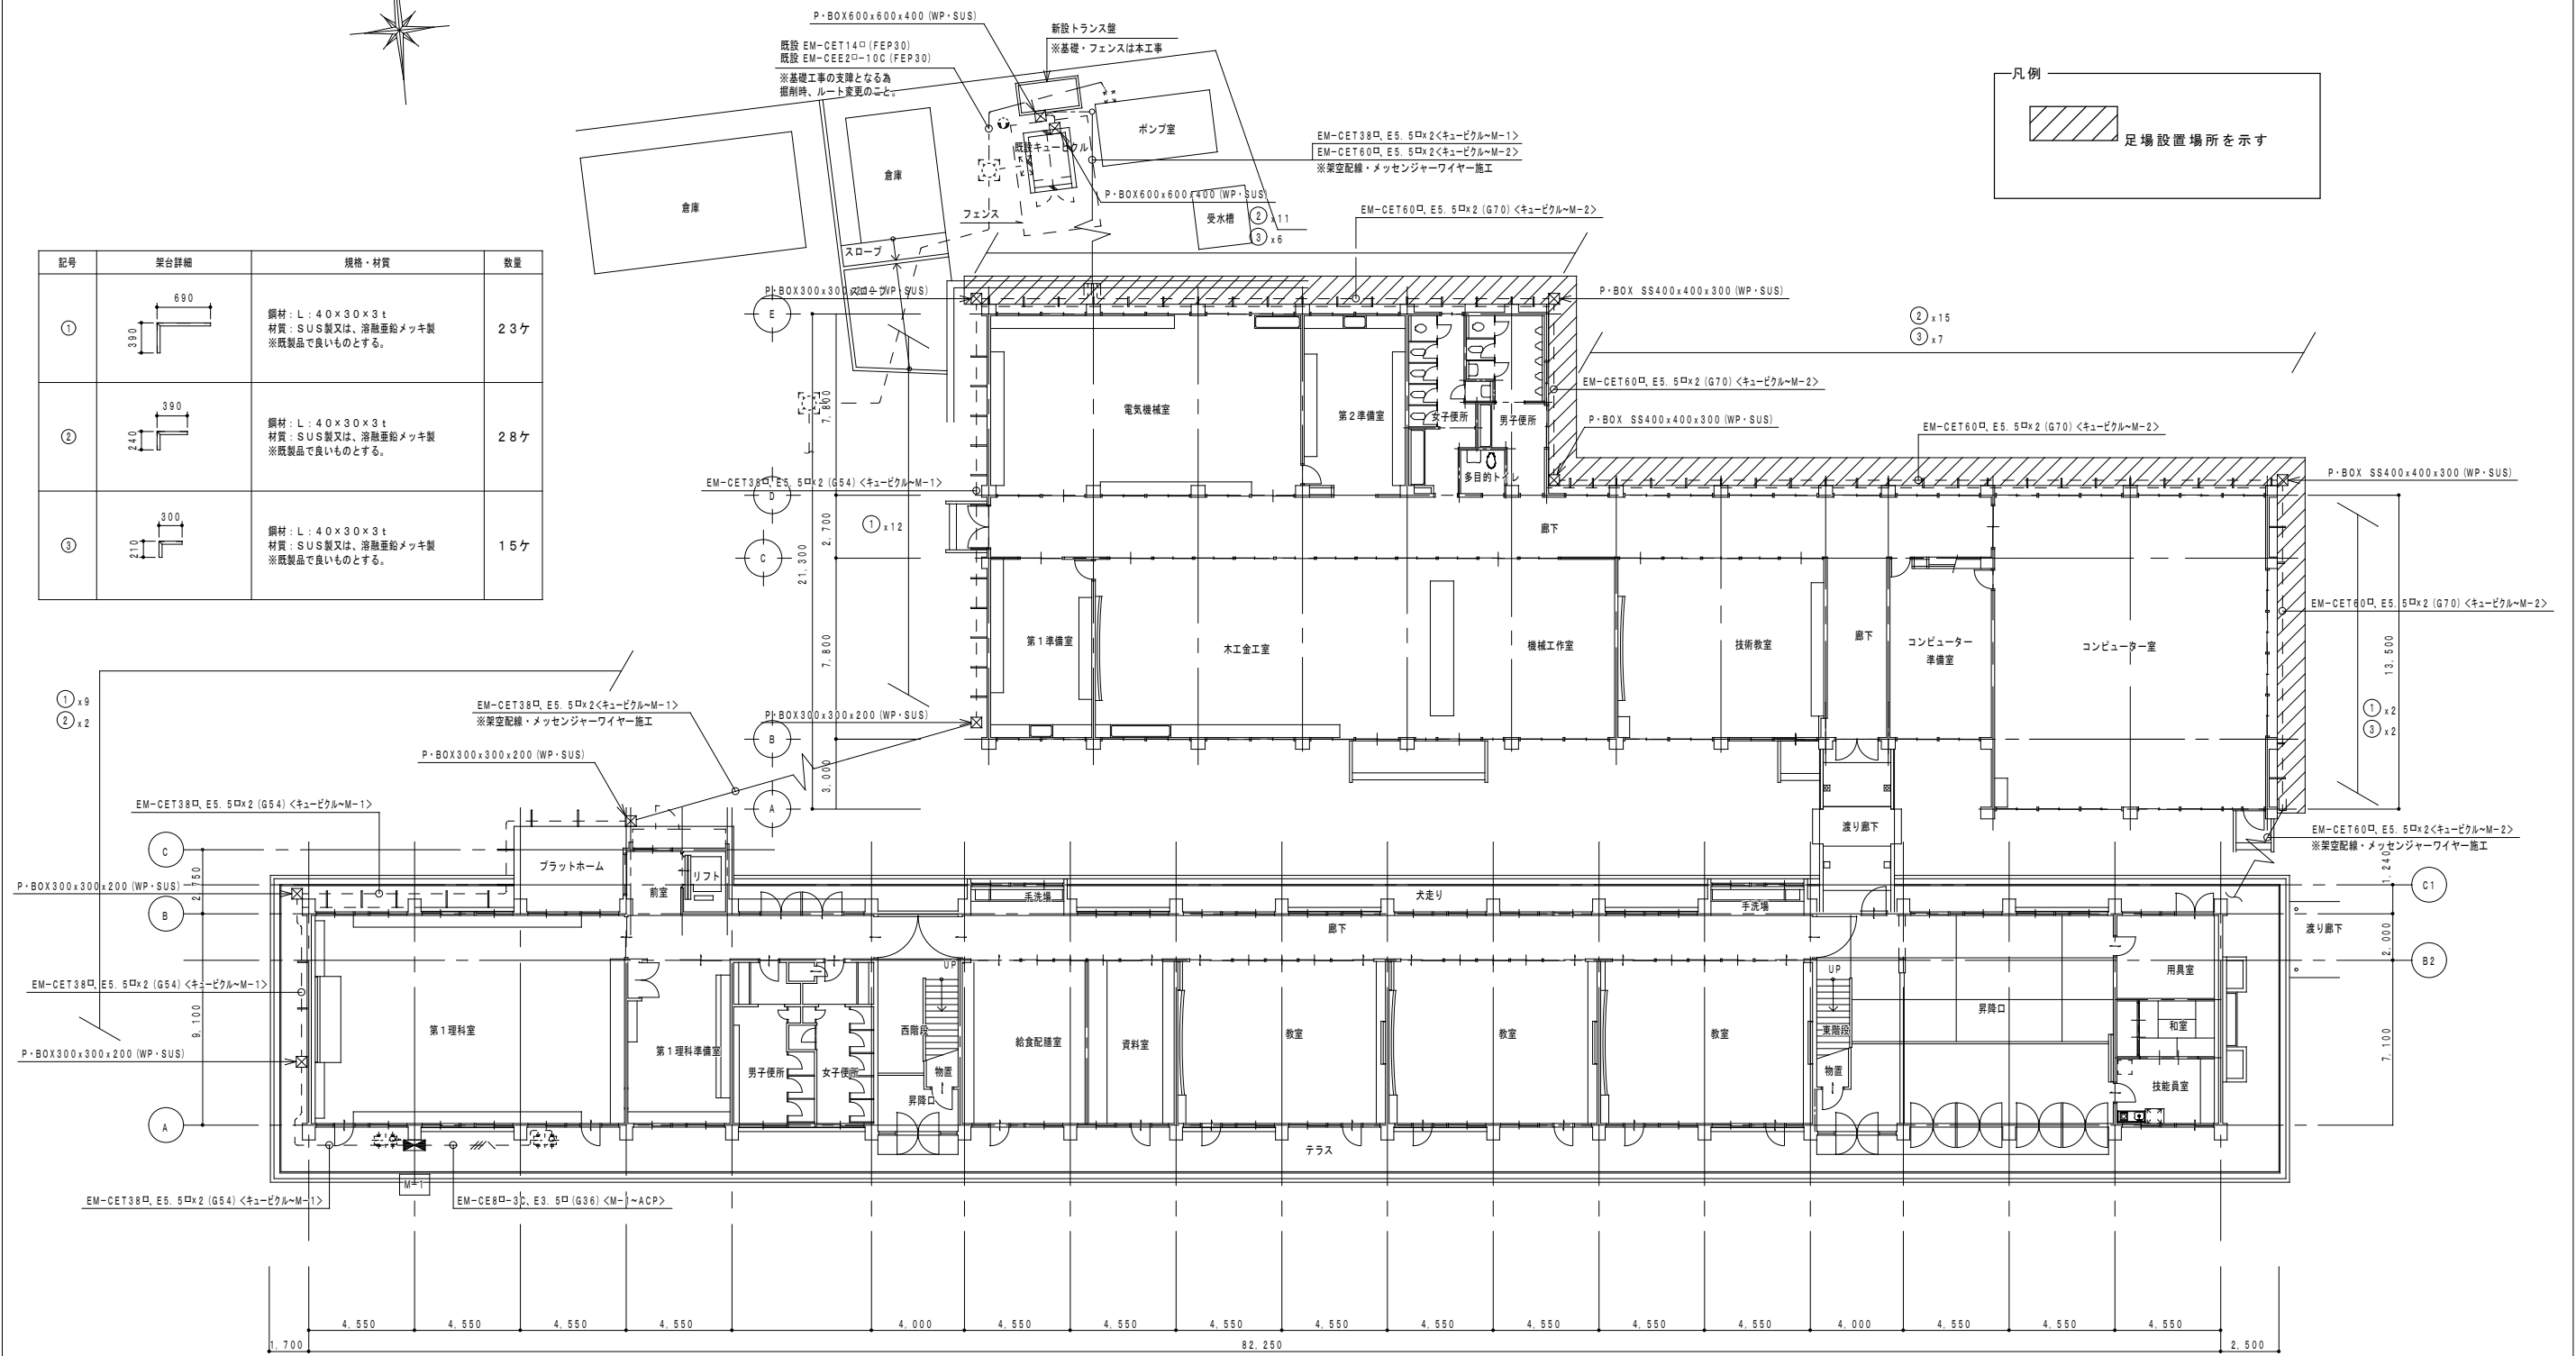 P・BOX600x600x400(WP・SUS)
新設トランス盤
※基礎・フェンスは本工事
既設 EM-CET14□(FEP30)
既設 EM-CEE2□-10C(FEP30)
※基礎工事の支障となる為
掘削時、ルート変更のこと。
凡例
足場設置場所を示す
ポンプ室
既設キュービクル
倉庫
倉庫
EM-CET38□、E5.5□x2<キュービクル~M-1>
EM-CET60□、E5.5□x2<キュービクル~M-2>
※架空配線・メッセンジャーワイヤー施工
P・BOX600x600x400(WP・SUS)
フェンス
受水槽
② x11
③ x6
EM-CET60□、E5.5□x2(G70)<キュービクル~M-2>
スロープ
スロープ
記号 架台詳細 規格・材質 数量
① 690 390
鋼材:L:40×30×3t
材質:SUS製又は、溶融亜鉛メッキ製
※既製品で良いものとする。
23ケ
② 390 240
鋼材:L:40×30×3t
材質:SUS製又は、溶融亜鉛メッキ製
※既製品で良いものとする。
28ケ
③ 300 210
鋼材:L:40×30×3t
材質:SUS製又は、溶融亜鉛メッキ製
※既製品で良いものとする。
15ケ
P・BOX300x300x200(WP・SUS)
P・BOX SS400x400x300(WP・SUS)
E
② x15
③ x7
EM-CET60□、E5.5□x2(G70)<キュービクル~M-2>
P・BOX SS400x400x300(WP・SUS)
EM-CET60□、E5.5□x2(G70)<キュービクル~M-2>
P・BOX SS400x400x300(WP・SUS)
電気機械室
第2準備室
女子便所
男子便所
多目的トイレ
7,800
EM-CET38□、E5.5□x2(G54)<キュービクル~M-1>
D
① x12
2,700
21,300
C
廊下
第1準備室
木工金工室
機械工作室
技術教室
廊下
コンピューター
準備室
コンピューター室
EM-CET60□、E5.5□x2(G70)<キュービクル~M-2>
13,500
7,800
① x9
② x2
① x2
③ x2
EM-CET38□、E5.5□x2<キュービクル~M-1>
※架空配線・メッセンジャーワイヤー施工
P・BOX300x300x200(WP・SUS)
B
P・BOX300x300x200(WP・SUS)
3,000
A
EM-CET38□、E5.5□x2(G54)<キュービクル~M-1>
渡り廊下
EM-CET60□、E5.5□x2<キュービクル~M-2>
※架空配線・メッセンジャーワイヤー施工
C
プラットホーム
前室
リフト
2,750
1,240
P・BOX300x300x200(WP・SUS)
B
手洗場
犬走り
手洗場
C1
廊下
渡り廊下
2,000
B2
UP
UP
用具室
EM-CET38□、E5.5□x2(G54)<キュービクル~M-1>
9,100
第1理科室
第1理科準備室
男子便所
女子便所
西階段
物置
昇降口
給食配膳室
資料室
教室
教室
教室
東階段
物置
昇降口
和室
技能員室
7,100
P・BOX300x300x200(WP・SUS)
A
テラス
M-1
EM-CET38□、E5.5□x2(G54)<キュービクル~M-1>
EM-CE8□-3C、E3.5□(G36)<M-1~ACP>
4,550 4,550 4,550 4,550 4,000 4,550 4,550 4,550 4,550 4,550 4,550 4,550 4,550 4,000 4,550 4,550 4,550
1,700 82,250 2,500